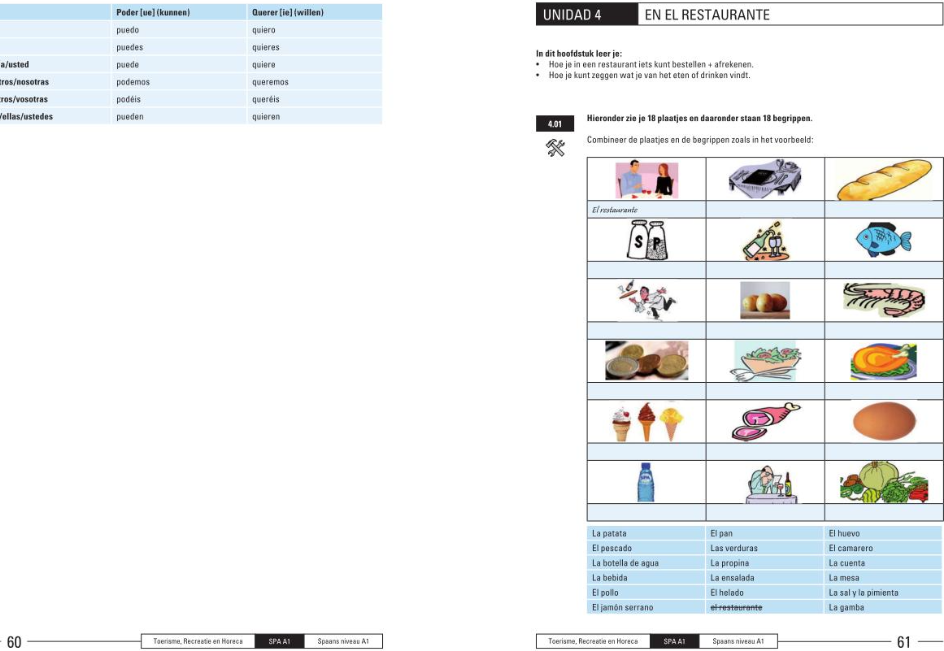 Poder [ue] (kunnen) Querer [ie] (willen)
puedo quiero
puedes quieres
a/usted puede quiere
tros/nosotras podemos queremos
tros/vosotras podéis queréis
/ellas/ustedes pueden quieren
60
Toerisme, Recreatie en Horeca SPA A1 Spaans niveau A1
UNIDAD 4 EN EL RESTAURANTE
In dit hoofdstuk leer je:
• Hoe je in een restaurant iets kunt bestellen + afrekenen.
• Hoe je kunt zeggen wat je van het eten of drinken vindt.
4.01 Hieronder zie je 18 plaatjes en daaronder staan 18 begrippen.
Combineer de plaatjes en de begrippen zoals in het voorbeeld:
El restaurante
S P
La patata El pan El huevo
El pescado Las verduras El camarero
La botella de agua La propina La cuenta
La bebida La ensalada La mesa
El pollo El helado La sal y la pimienta
El jamón serrano el restaurante La gamba
Toerisme, Recreatie en Horeca SPA A1 Spaans niveau A1
61